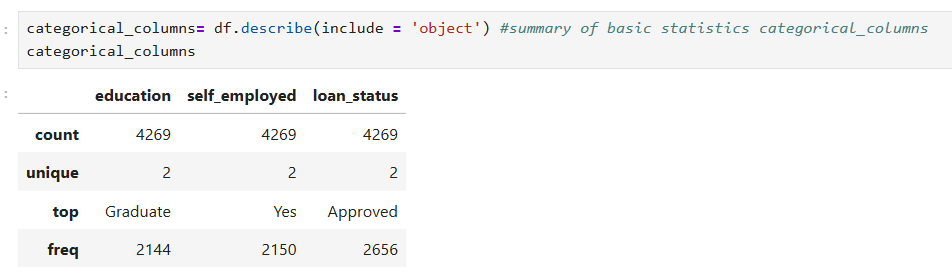 : categorical_columns= df.describe(include = 'object') #summary of basic statistics categorical_columns
categorical_columns
:
education self_employed loan_status
count 4269 4269 4269
unique 2 2 2
top Graduate Yes Approved
freq 2144 2150 2656